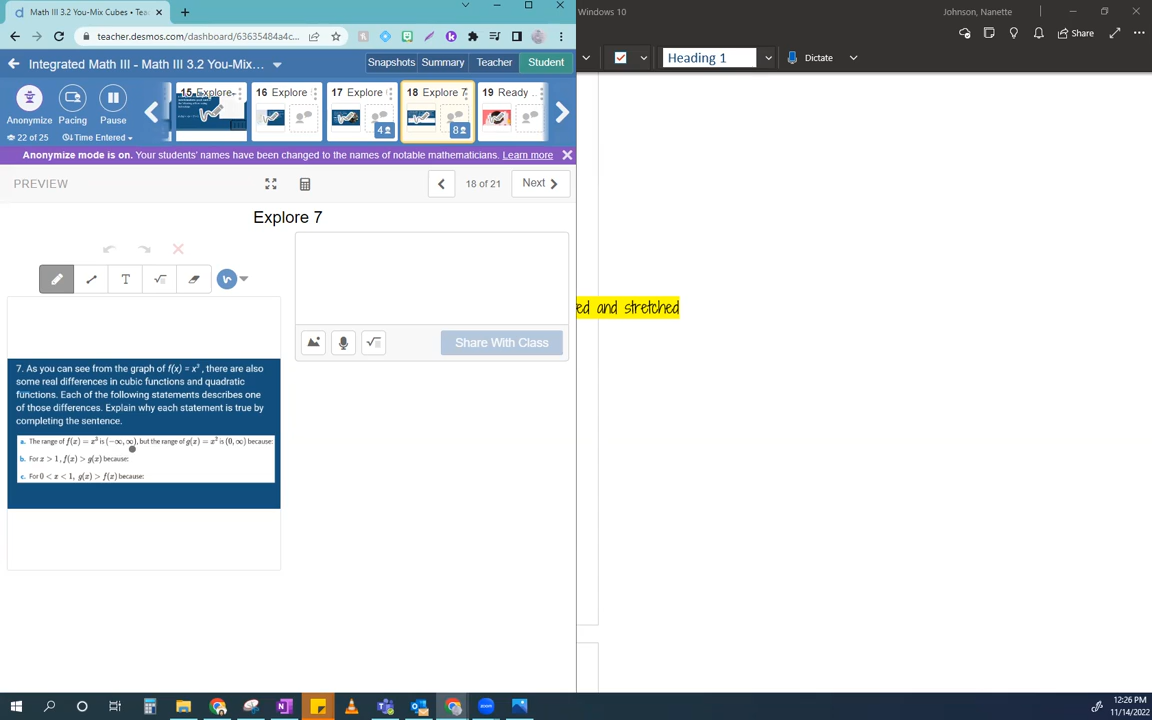 Math III 3.2 You-Mix Cubes • Tea
Windows 10
Johnson, Nanette
teacher.desmos.com/dashboard/63635484a4c...
Share
Integrated Math III - Math III 3.2 You-Mix...
Snapshots
Summary
Teacher
Student
Heading 1
Dictate
Anonymize
Pacing
Pause
15 Explore
16 Explore
17 Explore
18 Explore 7
19 Ready ..
4
8
22 of 25
Time Entered
Anonymize mode is on. Your students' names have been changed to the names of notable mathematicians. Learn more
PREVIEW
18 of 21
Next
Explore 7
T
ed and stretched
Share With Class
7. As you can see from the graph of f(x) = x³ , there are also
some real differences in cubic functions and quadratic
functions. Each of the following statements describes one
of those differences. Explain why each statement is true by
completing the sentence.
a. The range of f(x) = x³ is (−∞, ∞), but the range of g(x) = x² is (0, ∞) because:
b. For x > 1 , f(x) > g(x) because:
c. For 0 < x < 1, g(x) > f(x) because:
12:26 PM
11/14/2022